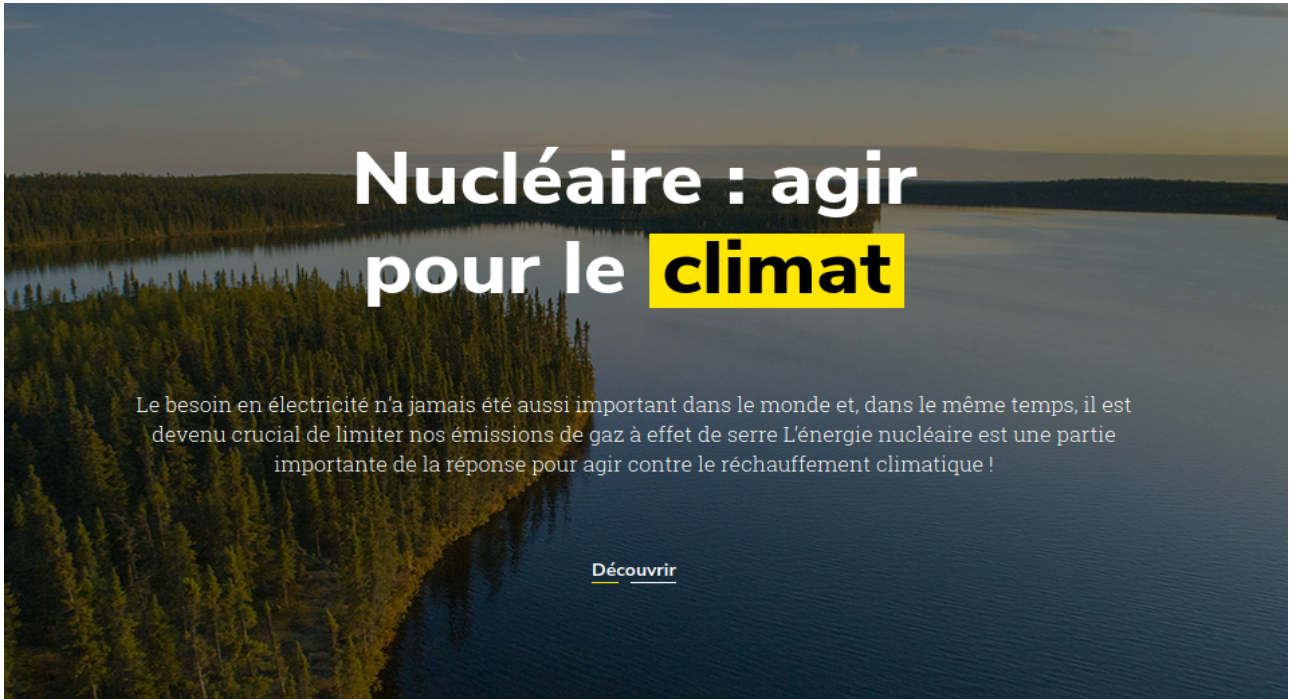 Nucléaire : agir
pour le climat
Le besoin en électricité n'a jamais été aussi important dans le monde et, dans le même temps, il est
devenu crucial de limiter nos émissions de gaz à effet de serre L'énergie nucléaire est une partie
importante de la réponse pour agir contre le réchauffement climatique !
Découvrir